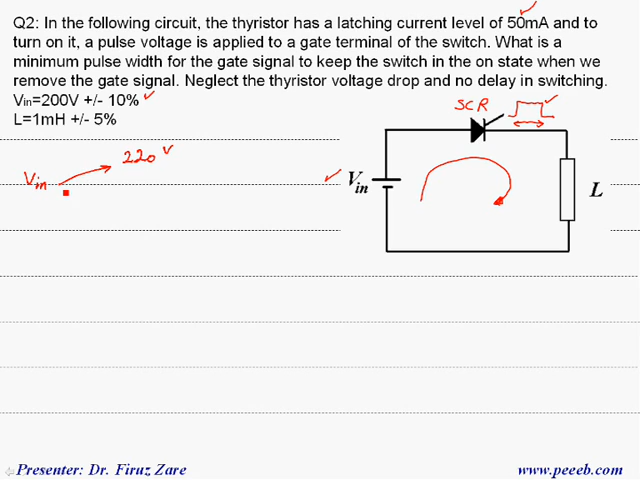 Q2: In the following circuit, the thyristor has a latching current level of 50mA and to
turn on it, a pulse voltage is applied to a gate terminal of the switch. What is a
minimum pulse width for the gate signal to keep the switch in the on state when we
remove the gate signal. Neglect the thyristor voltage drop and no delay in switching.
Vin=200V +/- 10%
L=1mH +/- 5%
SCR
220 V
Vin
Vin
L
Presenter: Dr. Firuz Zare
www.peeeb.com